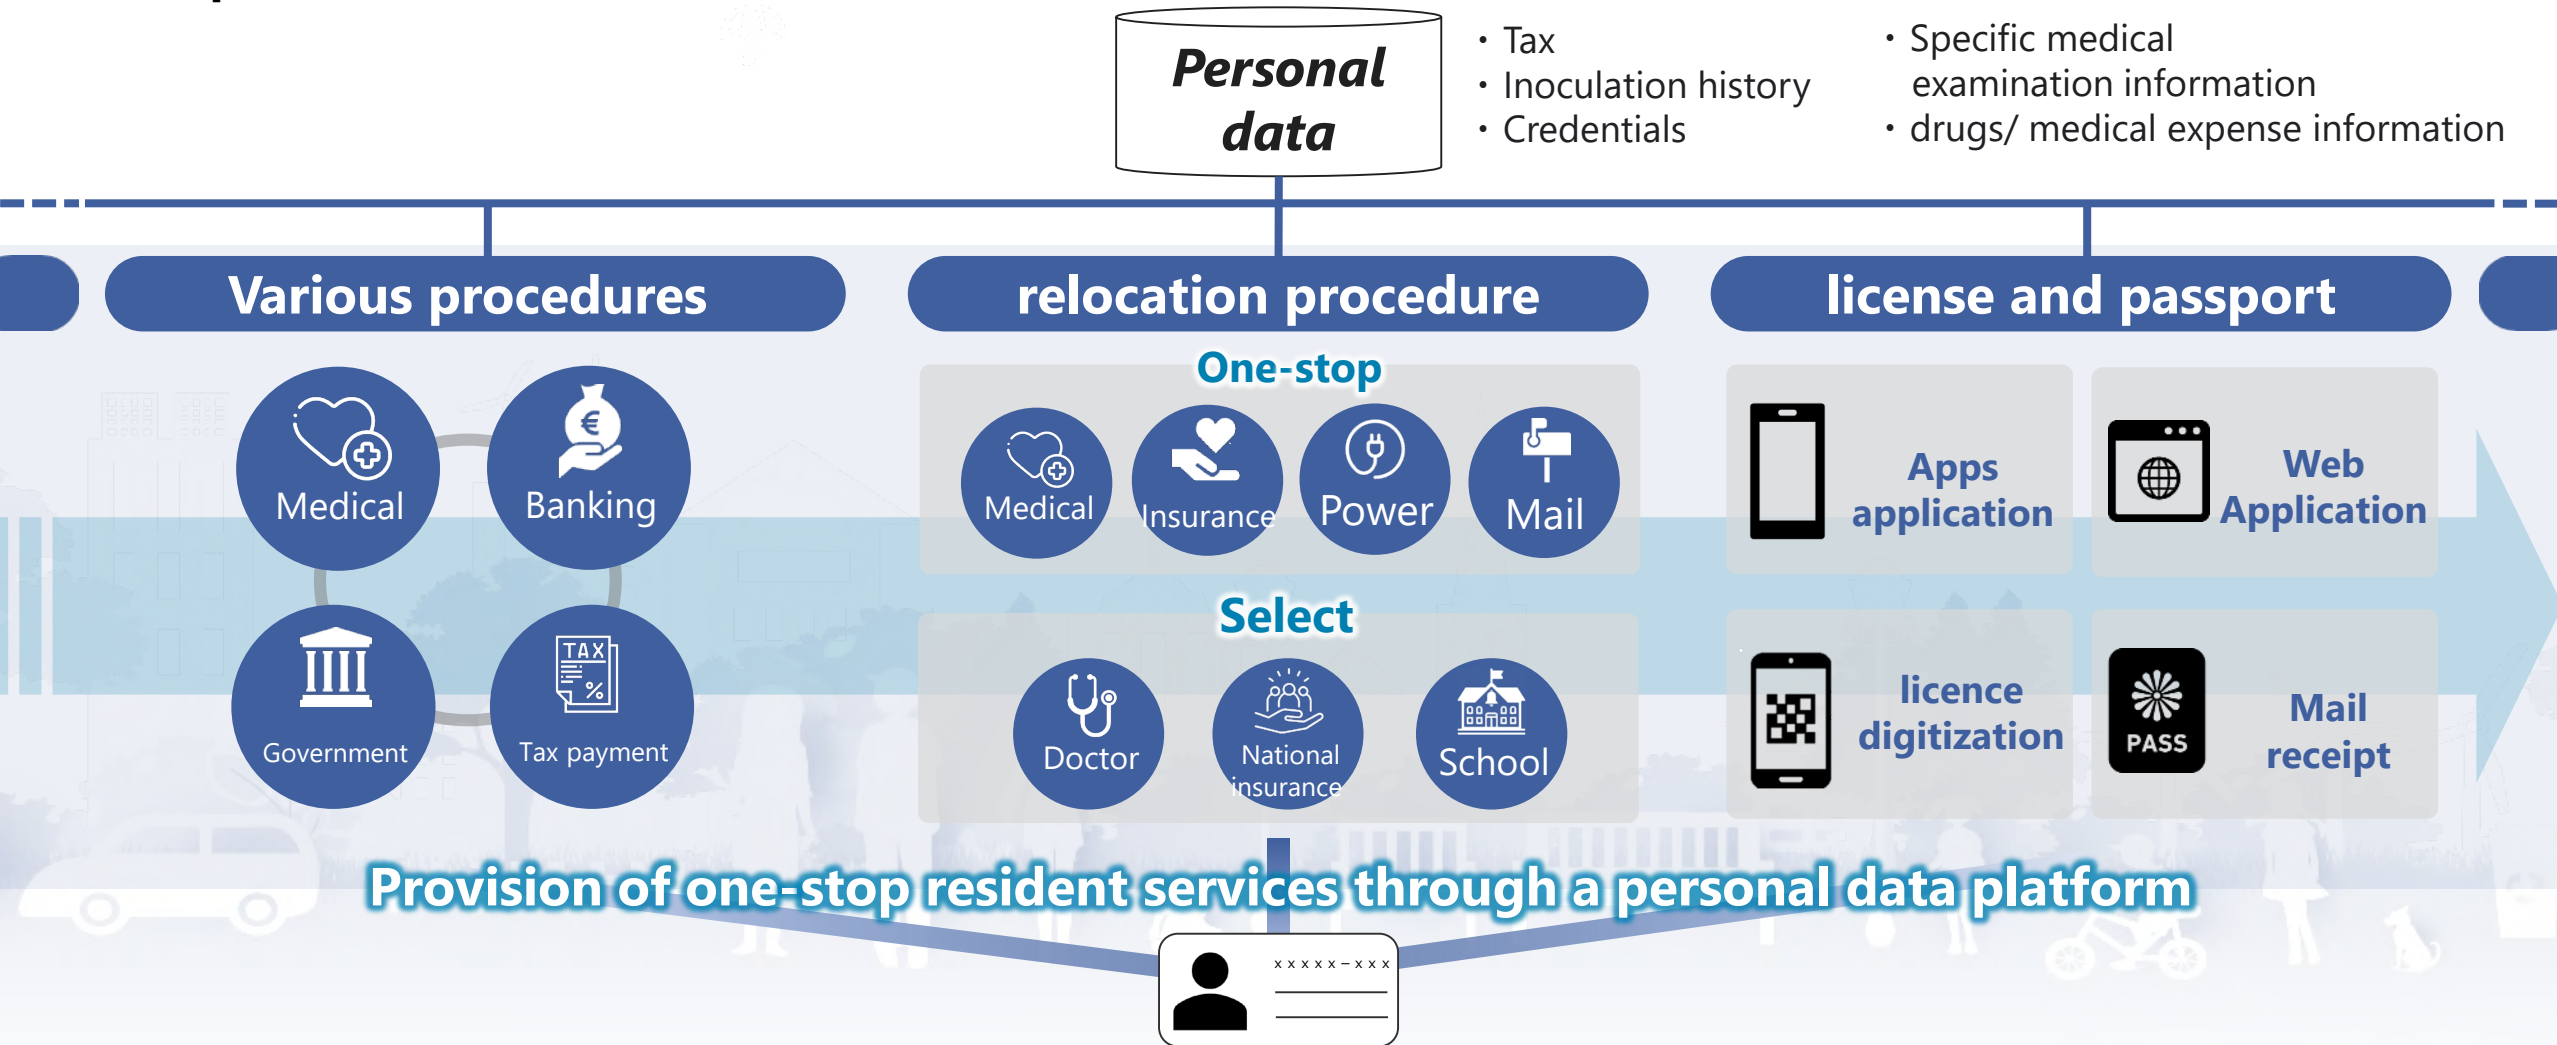 Personal
data
・Tax
・Inoculation history
・Credentials
・Specific medical
examination information
・drugs/ medical expense information
Various procedures
relocation procedure
license and passport
Medical
Banking
Government
TAX
%
Tax payment
€
One-stop
Medical
Insurance
Power
Mail
Select
Doctor
National
insurance
School
Apps
application
Web
Application
licence
digitization
PASS
Mail
receipt
Provision of one-stop resident services through a personal data platform
xxxxx-xxx